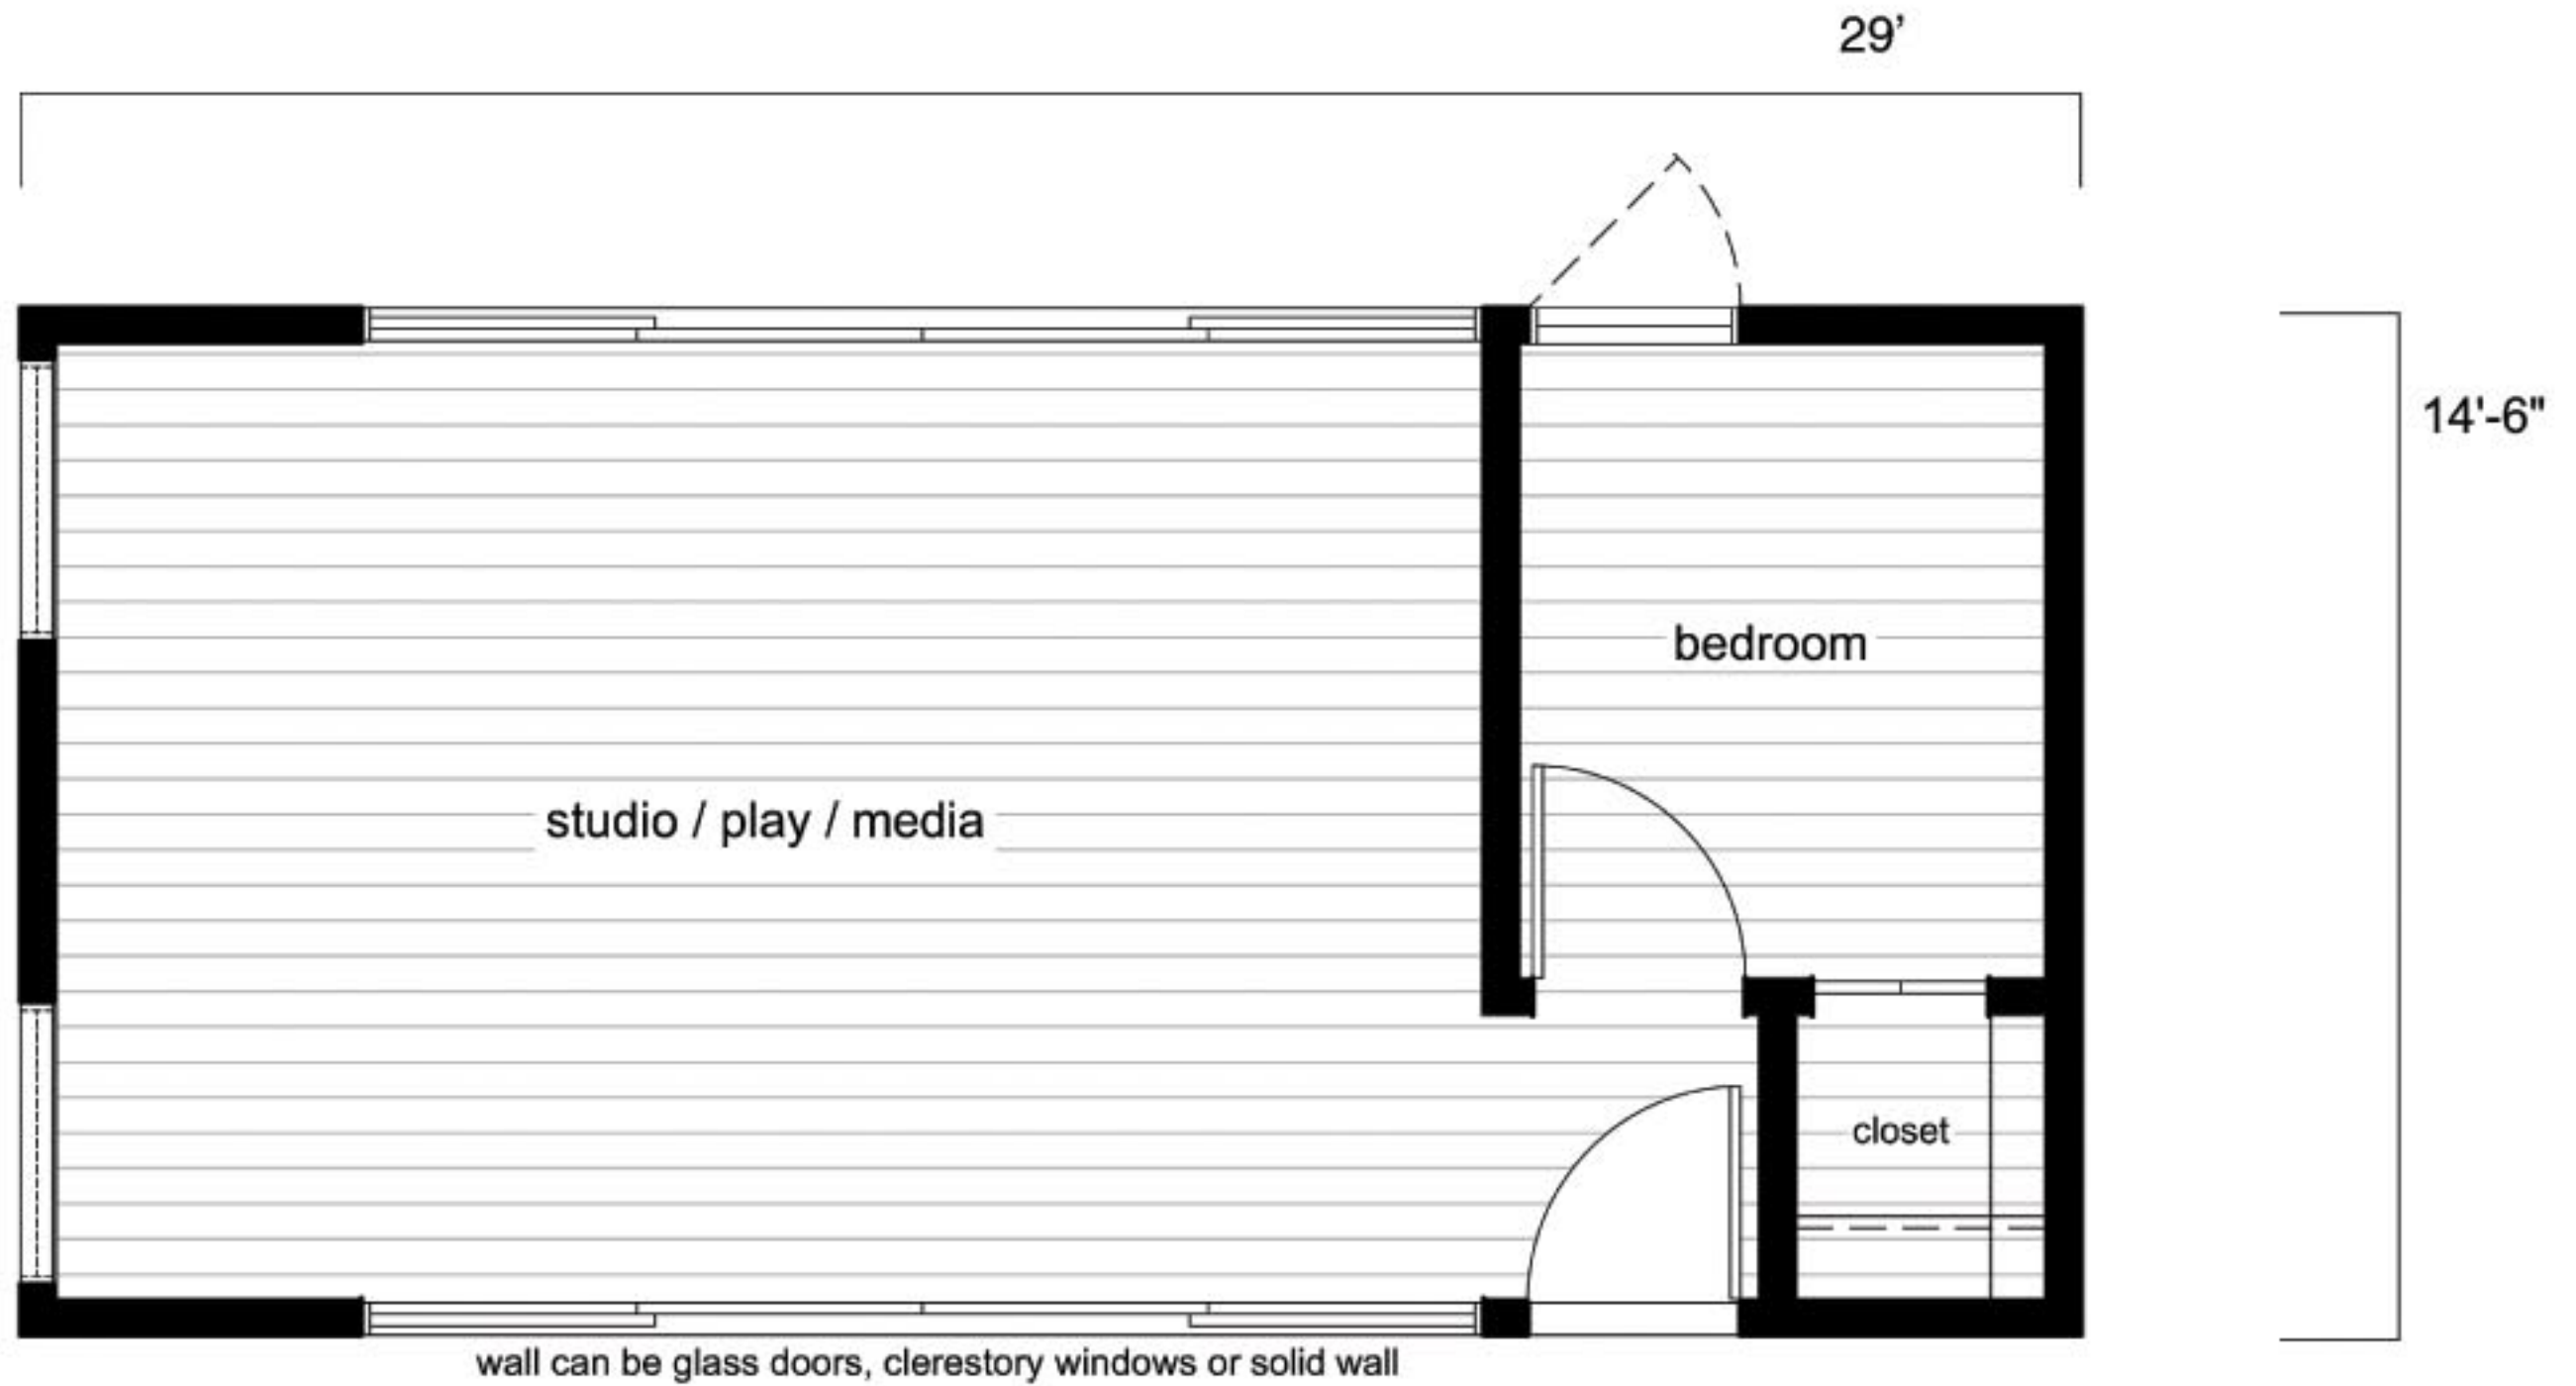 29’
14'-6"
bedroom
studio / play / media
closet
wall can be glass doors, clerestory windows or solid wall